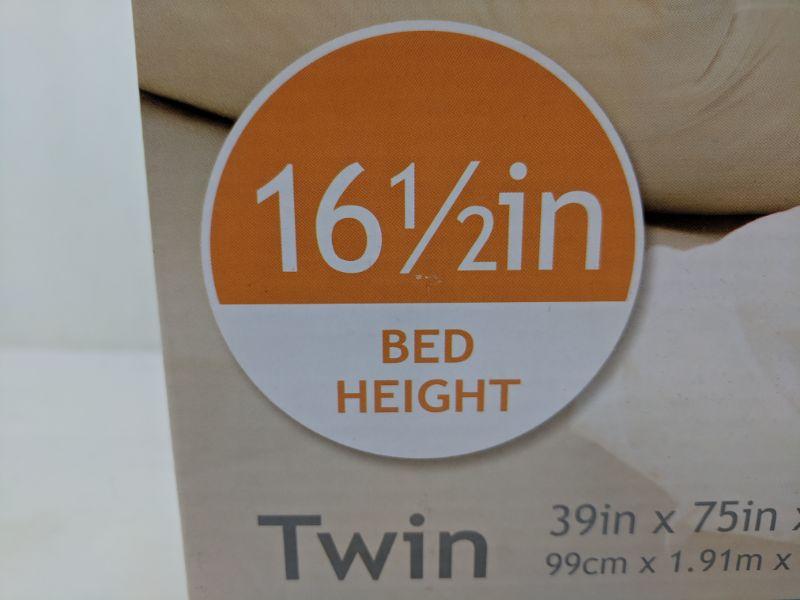 16½in
BED
HEIGHT
Twin
39in x 75in x
99cm x 1.91m x